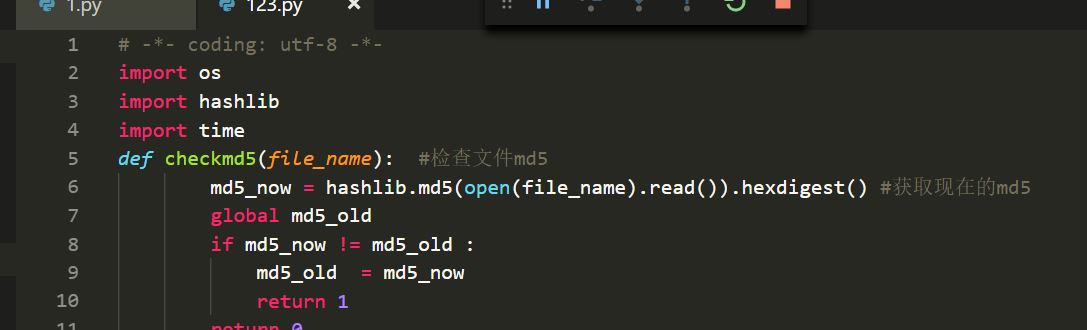 1.py 123.py
1 # -*- coding: utf-8 -*-
2 import os
3 import hashlib
4 import time
5 def checkmd5(file_name):  #检查文件md5
6 md5_now = hashlib.md5(open(file_name).read()).hexdigest() #获取现在的md5
7 global md5_old
8 if md5_now != md5_old :
9 md5_old  = md5_now
10 return 1
11 return 0